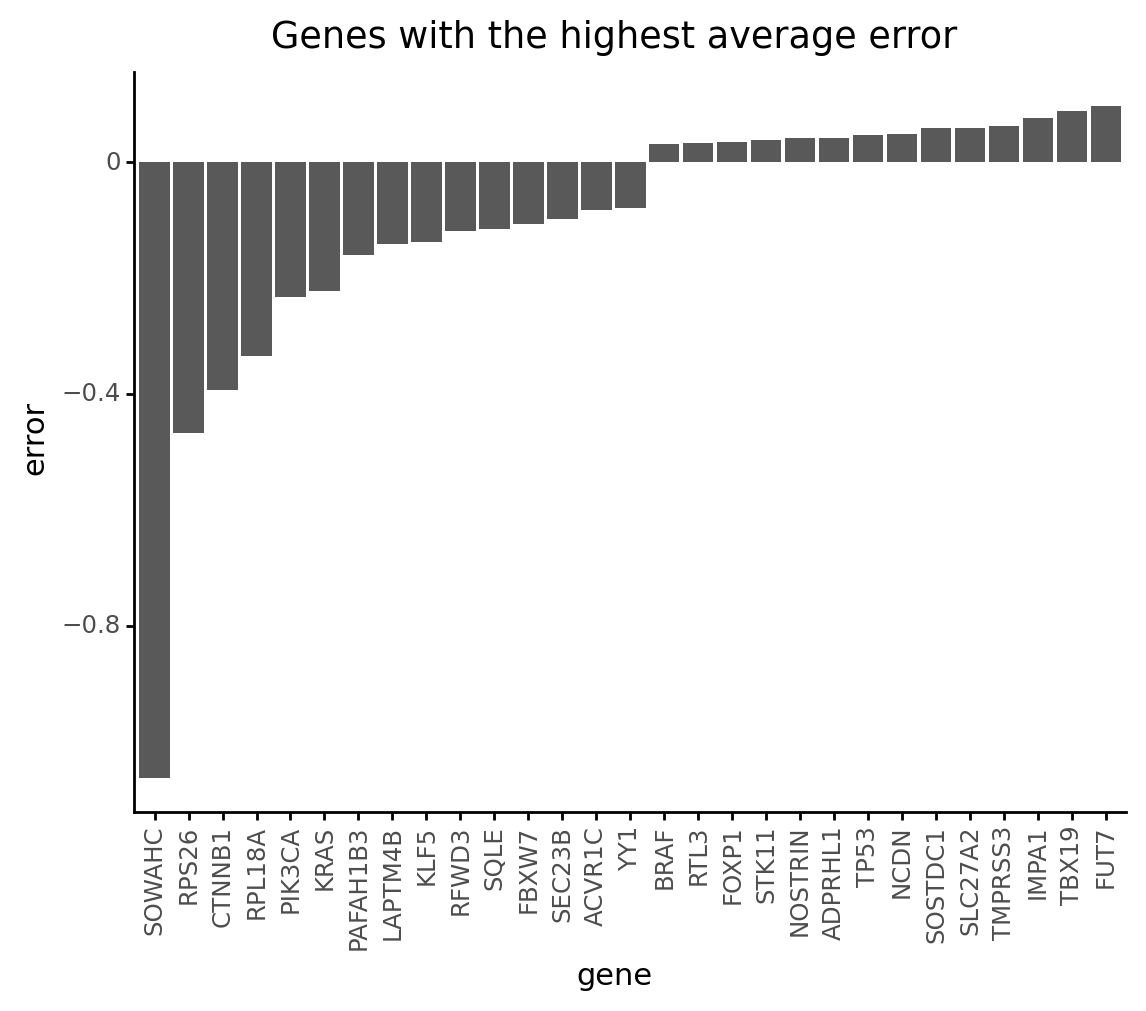 Genes with the highest average error
error
0
−0.4
−0.8
SOWAHC
RPS26
CTNNB1
RPL18A
PIK3CA
KRAS
PAFAH1B3
LAPTM4B
KLF5
RFWD3
SQLE
FBXW7
SEC23B
ACVR1C
YY1
BRAF
RTL3
FOXP1
STK11
NOSTRIN
ADPRHL1
TP53
NCDN
SOSTDC1
SLC27A2
TMPRSS3
IMPA1
TBX19
FUT7
gene